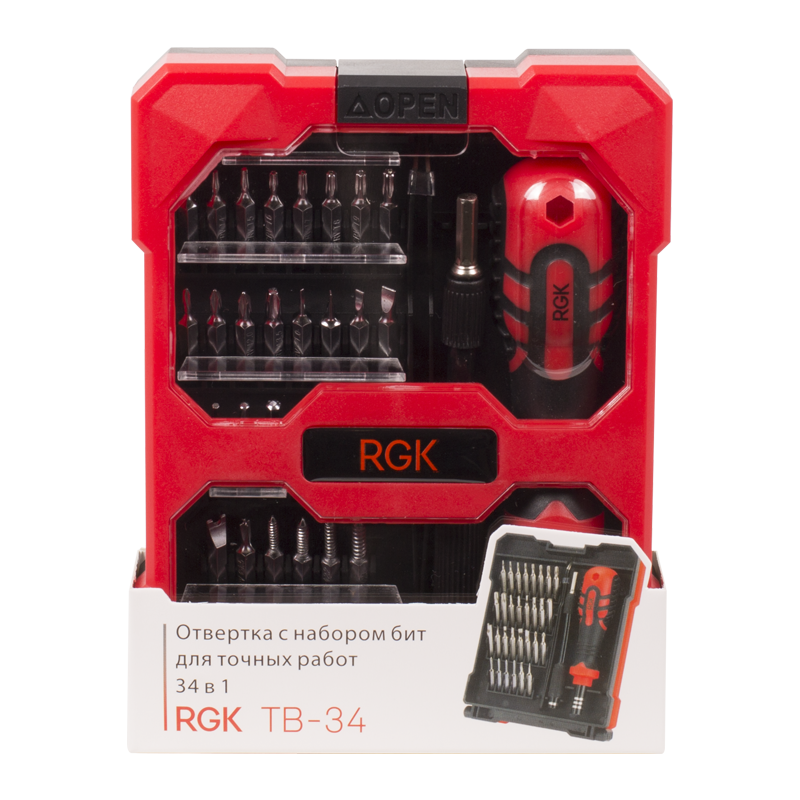 OPEN
RGK
RGK
Отвертка с набором бит
для точных работ
34 в 1
RGK TB-34